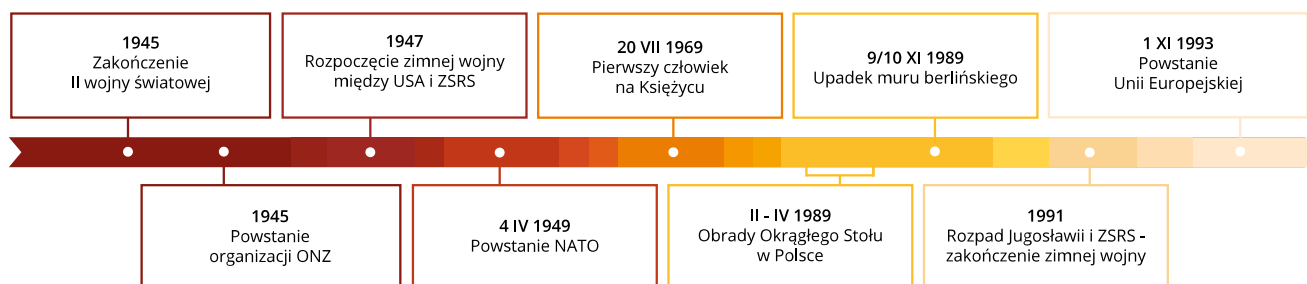 1945
Zakończenie
II wojny światowej
1947
Rozpoczęcie zimnej wojny
między USA i ZSRS
20 VII 1969
Pierwszy człowiek
na Księżycu
9/10 XI 1989
Upadek muru berlińskiego
1 XI 1993
Powstanie
Unii Europejskiej
1945
Powstanie
organizacji ONZ
4 IV 1949
Powstanie NATO
II - IV 1989
Obrady Okrągłego Stołu
w Polsce
1991
Rozpad Jugosławii i ZSRS -
zakończenie zimnej wojny